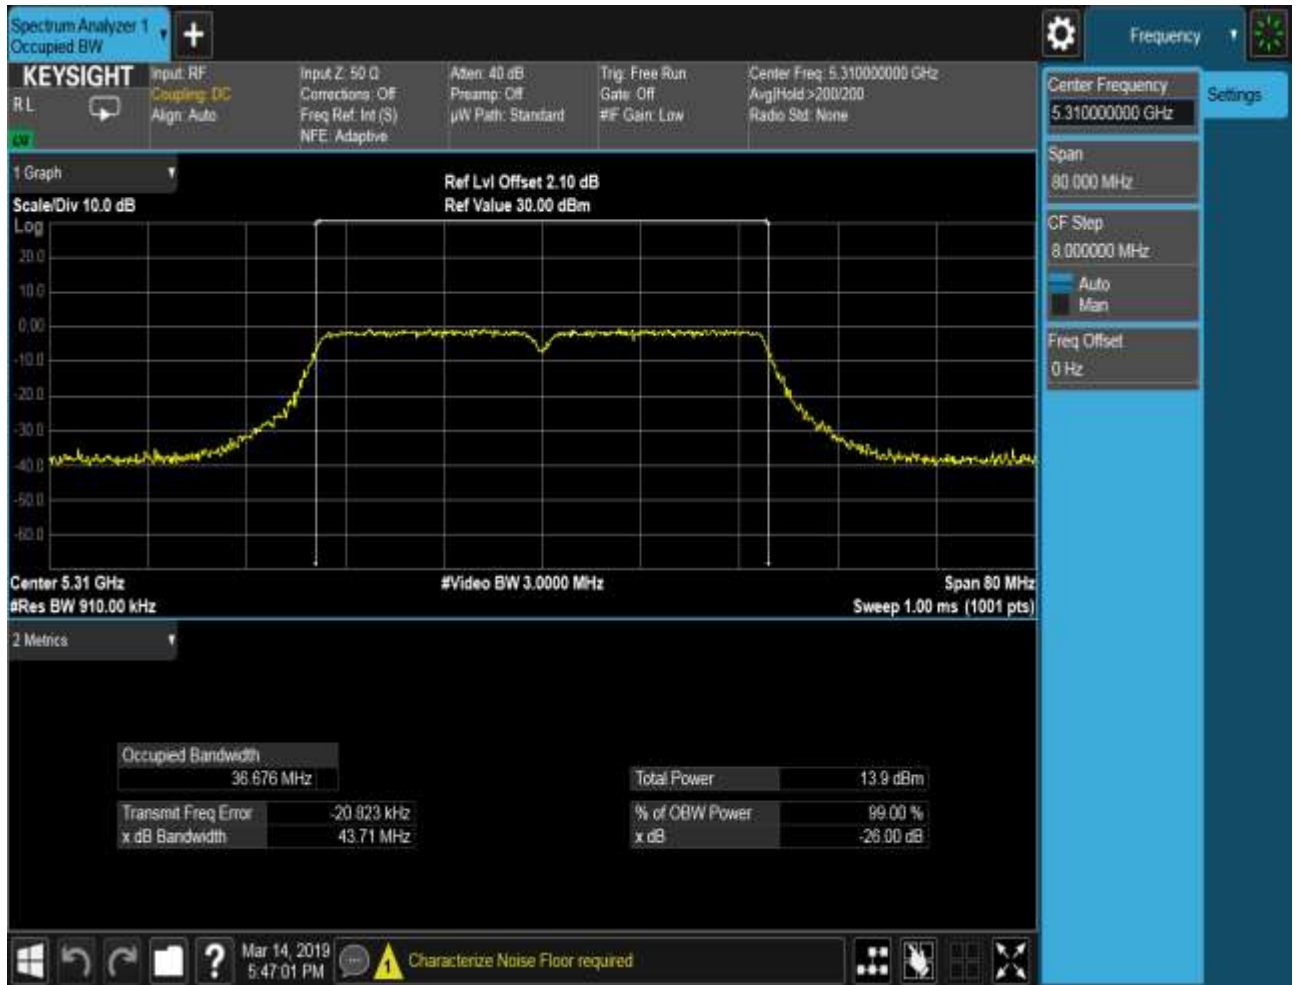 Spectrum Analyzer 1
Occupied BW
Frequency
KEYSIGHT
R L
Input: RF
Coupling: DC
Align: Auto
Input Z: 50 Ω
Corrections: Off
Freq Ref: Int (S)
NFE: Adaptive
Atten: 40 dB
Preamp: Off
µW Path: Standard
Trig: Free Run
Gate: Off
#IF Gain: Low
Center Freq: 5.310000000 GHz
Avg|Hold:>200/200
Radio Std: None
Center Frequency
5.310000000 GHz
Settings
Span
80.000 MHz
CF Step
8.000000 MHz
Auto
Man
Freq Offset
0 Hz
1 Graph
Scale/Div 10.0 dB
Ref Lvl Offset 2.10 dB
Ref Value 30.00 dBm
Log
20.0
10.0
0.00
-10.0
-20.0
-30.0
-40.0
-50.0
-60.0
Center 5.31 GHz
#Res BW 910.00 kHz
#Video BW 3.0000 MHz
Span 80 MHz
Sweep 1.00 ms (1001 pts)
2 Metrics
Occupied Bandwidth
36.676 MHz
Transmit Freq Error -20.823 kHz
x dB Bandwidth 43.71 MHz
Total Power 13.9 dBm
% of OBW Power 99.00 %
x dB -26.00 dB
?
Mar 14, 2019
5:47:01 PM
1
Characterize Noise Floor required